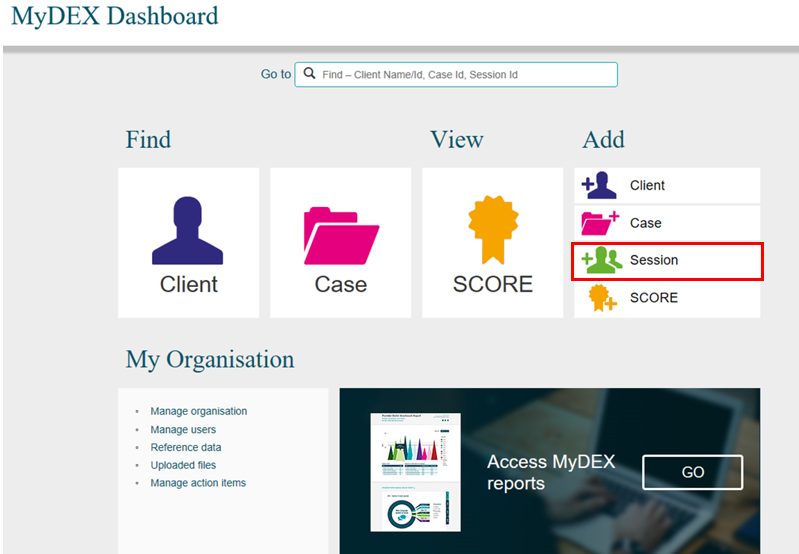 MyDEX Dashboard
Go to
Find – Client Name/Id, Case Id, Session Id
Find
View
Add
Client
Case
SCORE
Client
Case
Session
SCORE
My Organisation
Manage organisation
Manage users
Reference data
Uploaded files
Manage action items
Access MyDEX
reports
GO